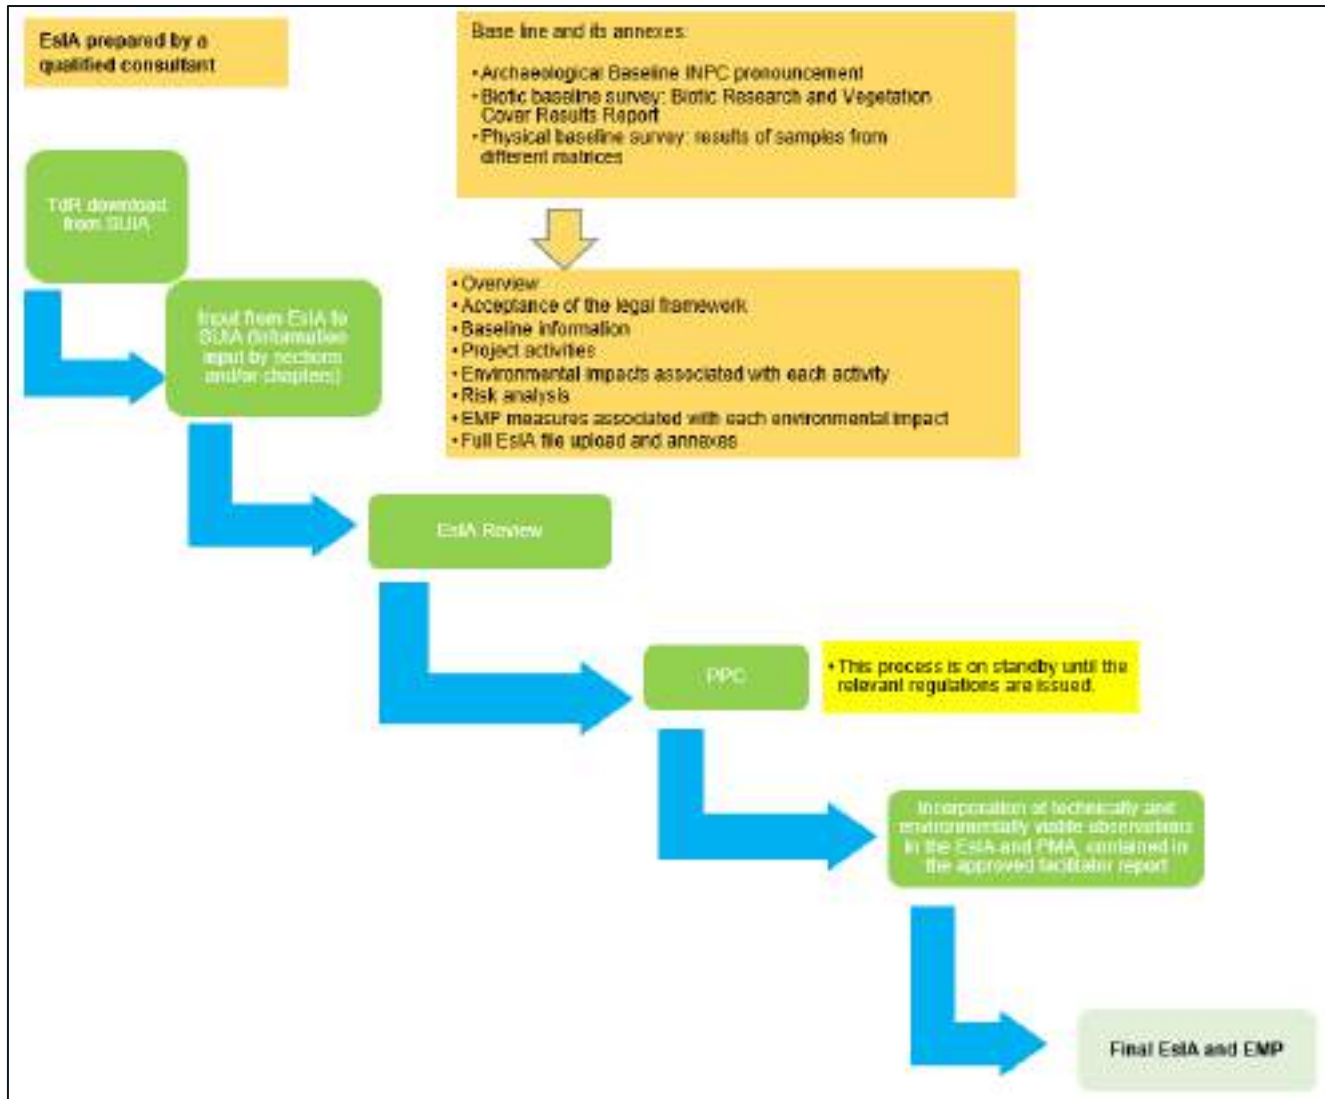 EsIA prepared by a
qualified consultant
Base line and its annexes:
• Archaeological Baseline INPC pronouncement
• Biotic baseline survey: Biotic Research and Vegetation
Cover Results Report
• Physical baseline survey: results of samples from
different matrices
TdR download
from SUIA
• Overview
• Acceptance of the legal framework
• Baseline information
• Project activities
• Environmental impacts associated with each activity
• Risk analysis
• EMP measures associated with each environmental impact
• Full EsIA file upload and annexes
Input from EsIA to
SUIA (Information
input by sections
and/or chapters)
EsIA Review
PPC
• This process is on standby until the
relevant regulations are issued.
Incorporation of technically and
environmentally viable observations
in the EsIA and PMA, contained in
the approved facilitator report
Final EsIA and EMP